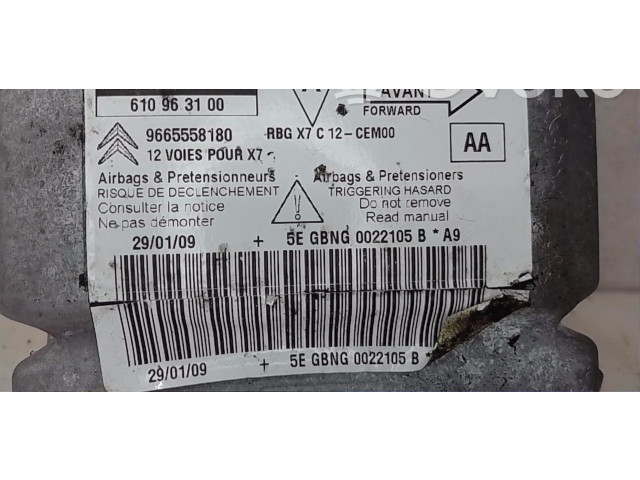 AVANT
610 96 31 00
FORWARD
9665558180 RBG X7 C 12-CEM00
AA
12 VOIES POUR X7
Airbags & Pretensionneurs
RISQUE DE DECLENCHEMENT
Consulter la notice
Ne pas démonter
Airbags & Pretensioners
TRIGGERING HASARD
Do not remove
Read manual
29/01/09 + 5E GBNG 0022105 B * A9
29/01/09 + 5E GBNG 0022105 B *